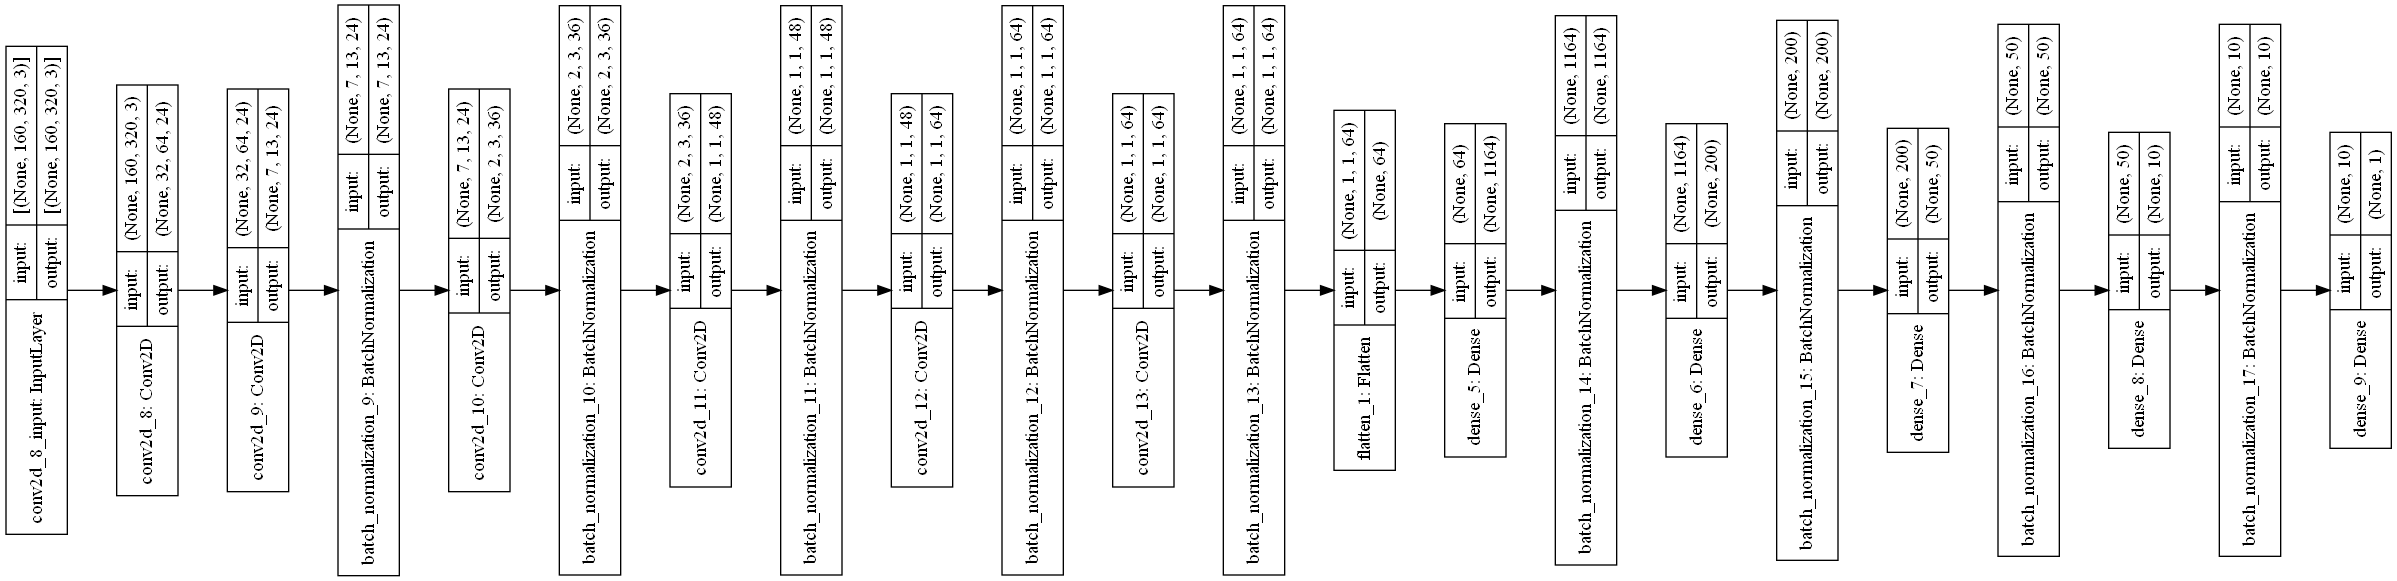 conv2d_8_input: InputLayer
input: [(None, 160, 320, 3)]
output: [(None, 160, 320, 3)]
conv2d_8: Conv2D
input: (None, 160, 320, 3)
output: (None, 32, 64, 24)
conv2d_9: Conv2D
input: (None, 32, 64, 24)
output: (None, 7, 13, 24)
batch_normalization_9: BatchNormalization
input: (None, 7, 13, 24)
output: (None, 7, 13, 24)
conv2d_10: Conv2D
input: (None, 7, 13, 24)
output: (None, 2, 3, 36)
batch_normalization_10: BatchNormalization
input: (None, 2, 3, 36)
output: (None, 2, 3, 36)
conv2d_11: Conv2D
input: (None, 2, 3, 36)
output: (None, 1, 1, 48)
batch_normalization_11: BatchNormalization
input: (None, 1, 1, 48)
output: (None, 1, 1, 48)
conv2d_12: Conv2D
input: (None, 1, 1, 48)
output: (None, 1, 1, 64)
batch_normalization_12: BatchNormalization
input: (None, 1, 1, 64)
output: (None, 1, 1, 64)
conv2d_13: Conv2D
input: (None, 1, 1, 64)
output: (None, 1, 1, 64)
batch_normalization_13: BatchNormalization
input: (None, 1, 1, 64)
output: (None, 1, 1, 64)
flatten_1: Flatten
input: (None, 1, 1, 64)
output: (None, 64)
dense_5: Dense
input: (None, 64)
output: (None, 1164)
batch_normalization_14: BatchNormalization
input: (None, 1164)
output: (None, 1164)
dense_6: Dense
input: (None, 1164)
output: (None, 200)
batch_normalization_15: BatchNormalization
input: (None, 200)
output: (None, 200)
dense_7: Dense
input: (None, 200)
output: (None, 50)
batch_normalization_16: BatchNormalization
input: (None, 50)
output: (None, 50)
dense_8: Dense
input: (None, 50)
output: (None, 10)
batch_normalization_17: BatchNormalization
input: (None, 10)
output: (None, 10)
dense_9: Dense
input: (None, 10)
output: (None, 1)